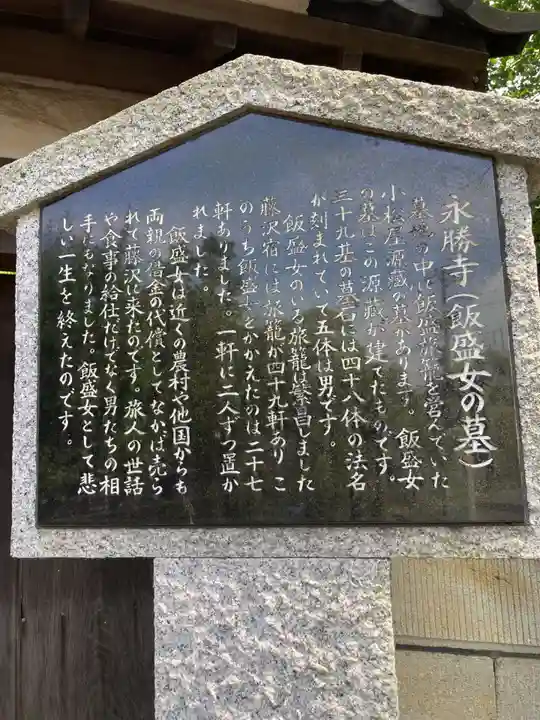 永勝寺(飯盛女の墓)
墓地の中に飯盛旅籠を営んでいた
小松屋源蔵の墓があります。飯盛女
の墓はこの源蔵が建てたものです。
三十九基の墓石には四十八体の法名
が刻まれていて五体は男です。
飯盛女のいる旅籠は繁昌しました
藤沢宿には旅籠が四十九軒ありこ
のうち飯盛女をかかえたのは二十七
軒ありました。一軒に二人ずつ置か
れました。
飯盛女は近くの農村や他国からも
両親の借金の代償としてなかば売ら
れて藤沢に来たのです。旅人の世話
や食事の給仕だけでなく男たちの相
手にもなりました。飯盛女として悲
しい一生を終えたのです。